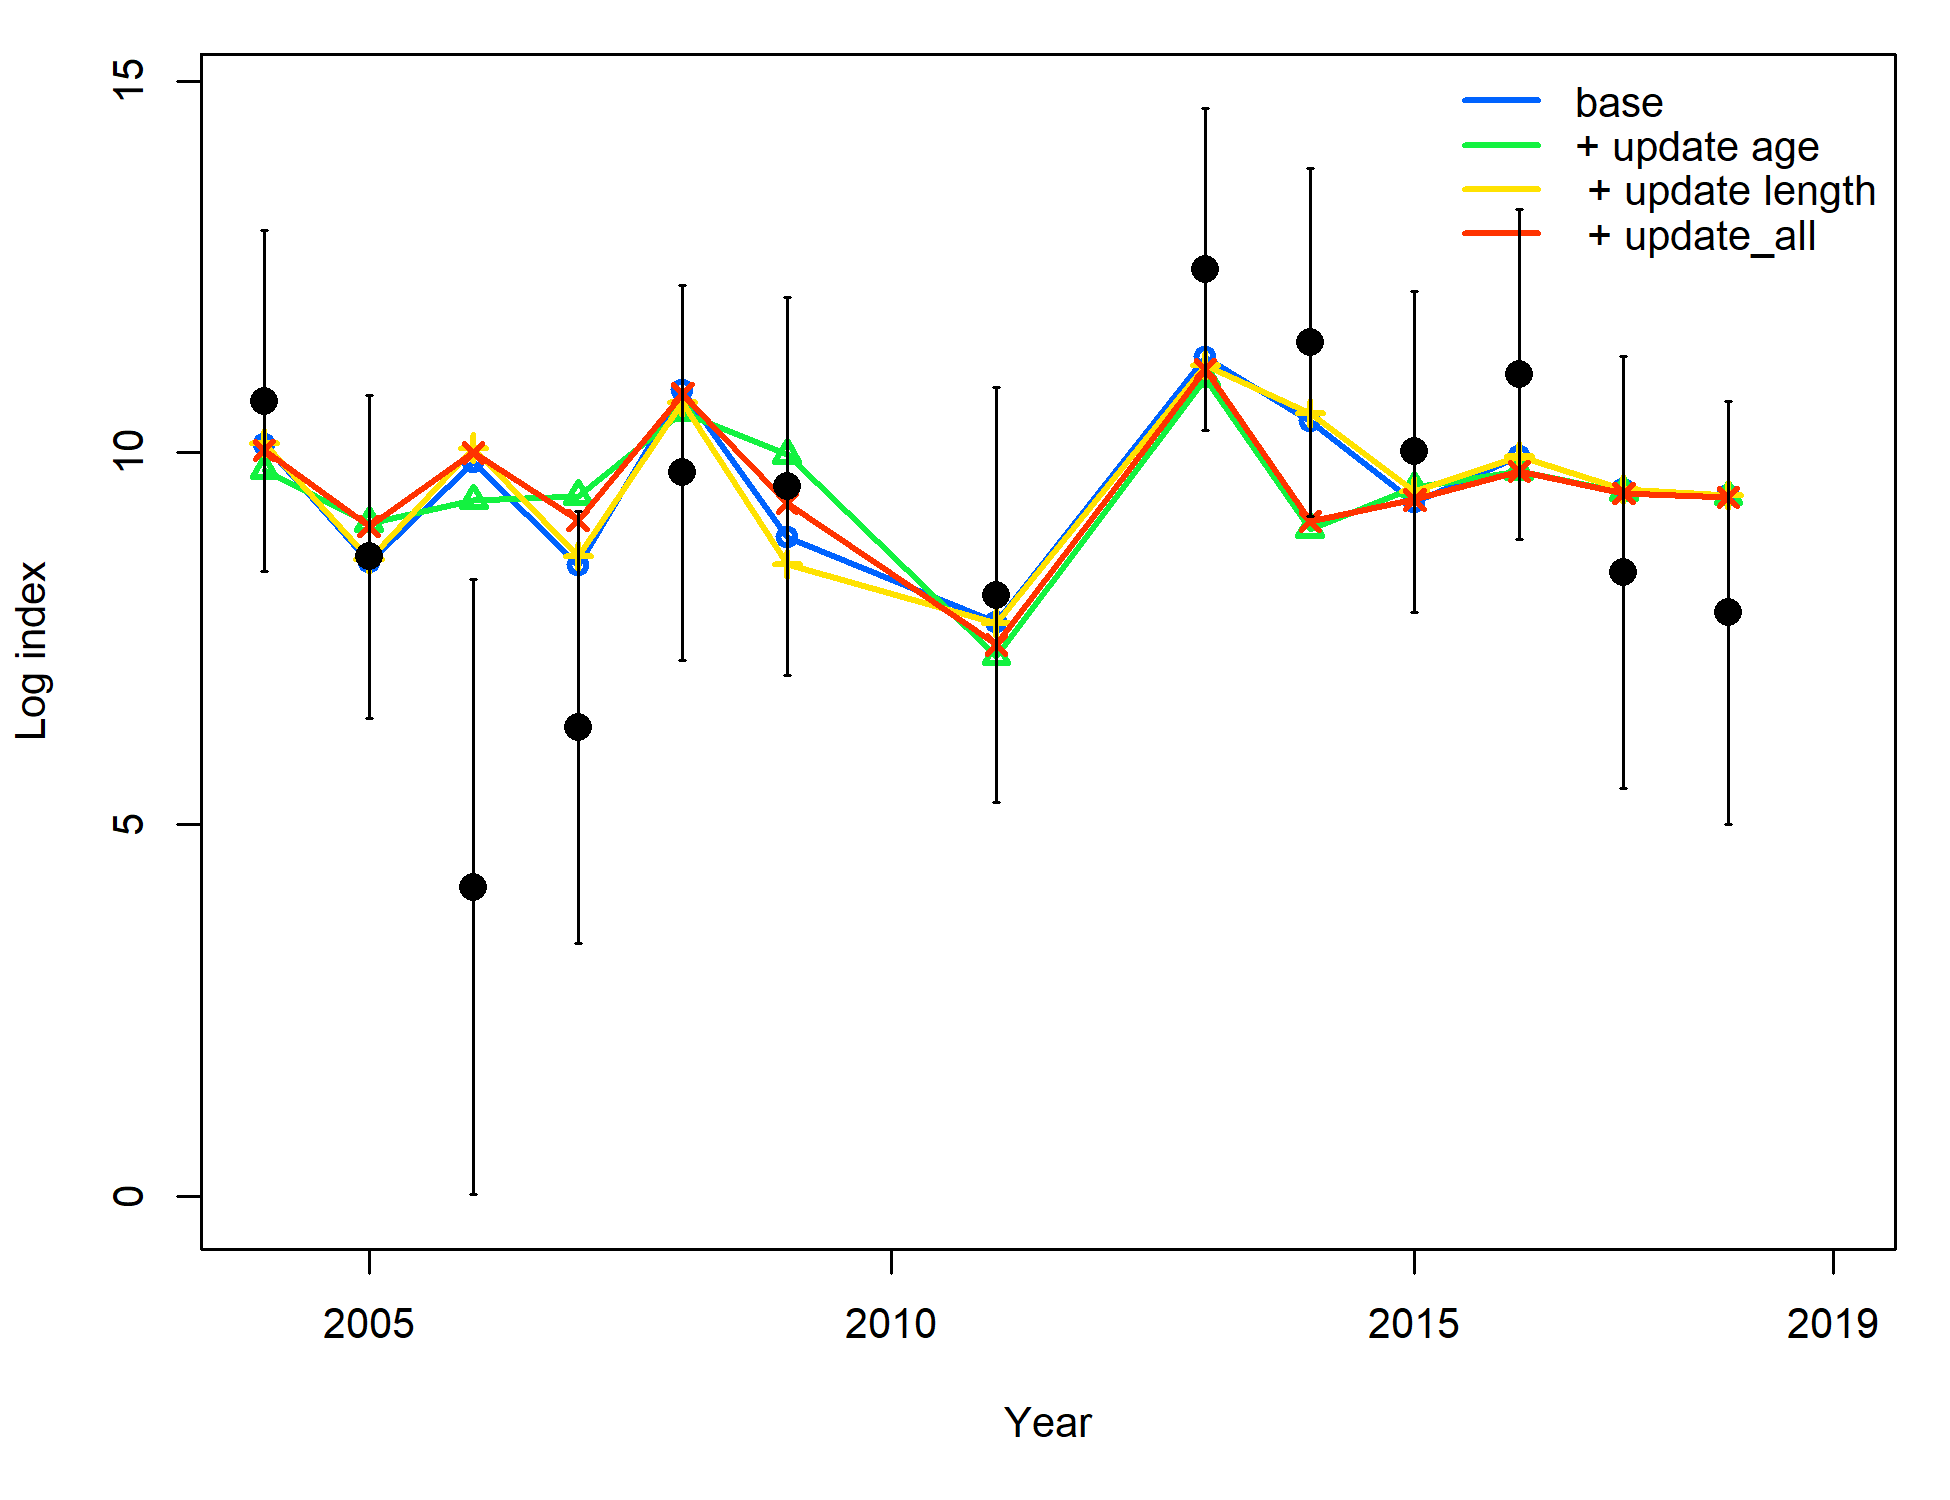 15
10
5
0
Log index
base
+ update age
+ update length
+ update_all
2005
2010
2015
2019
Year